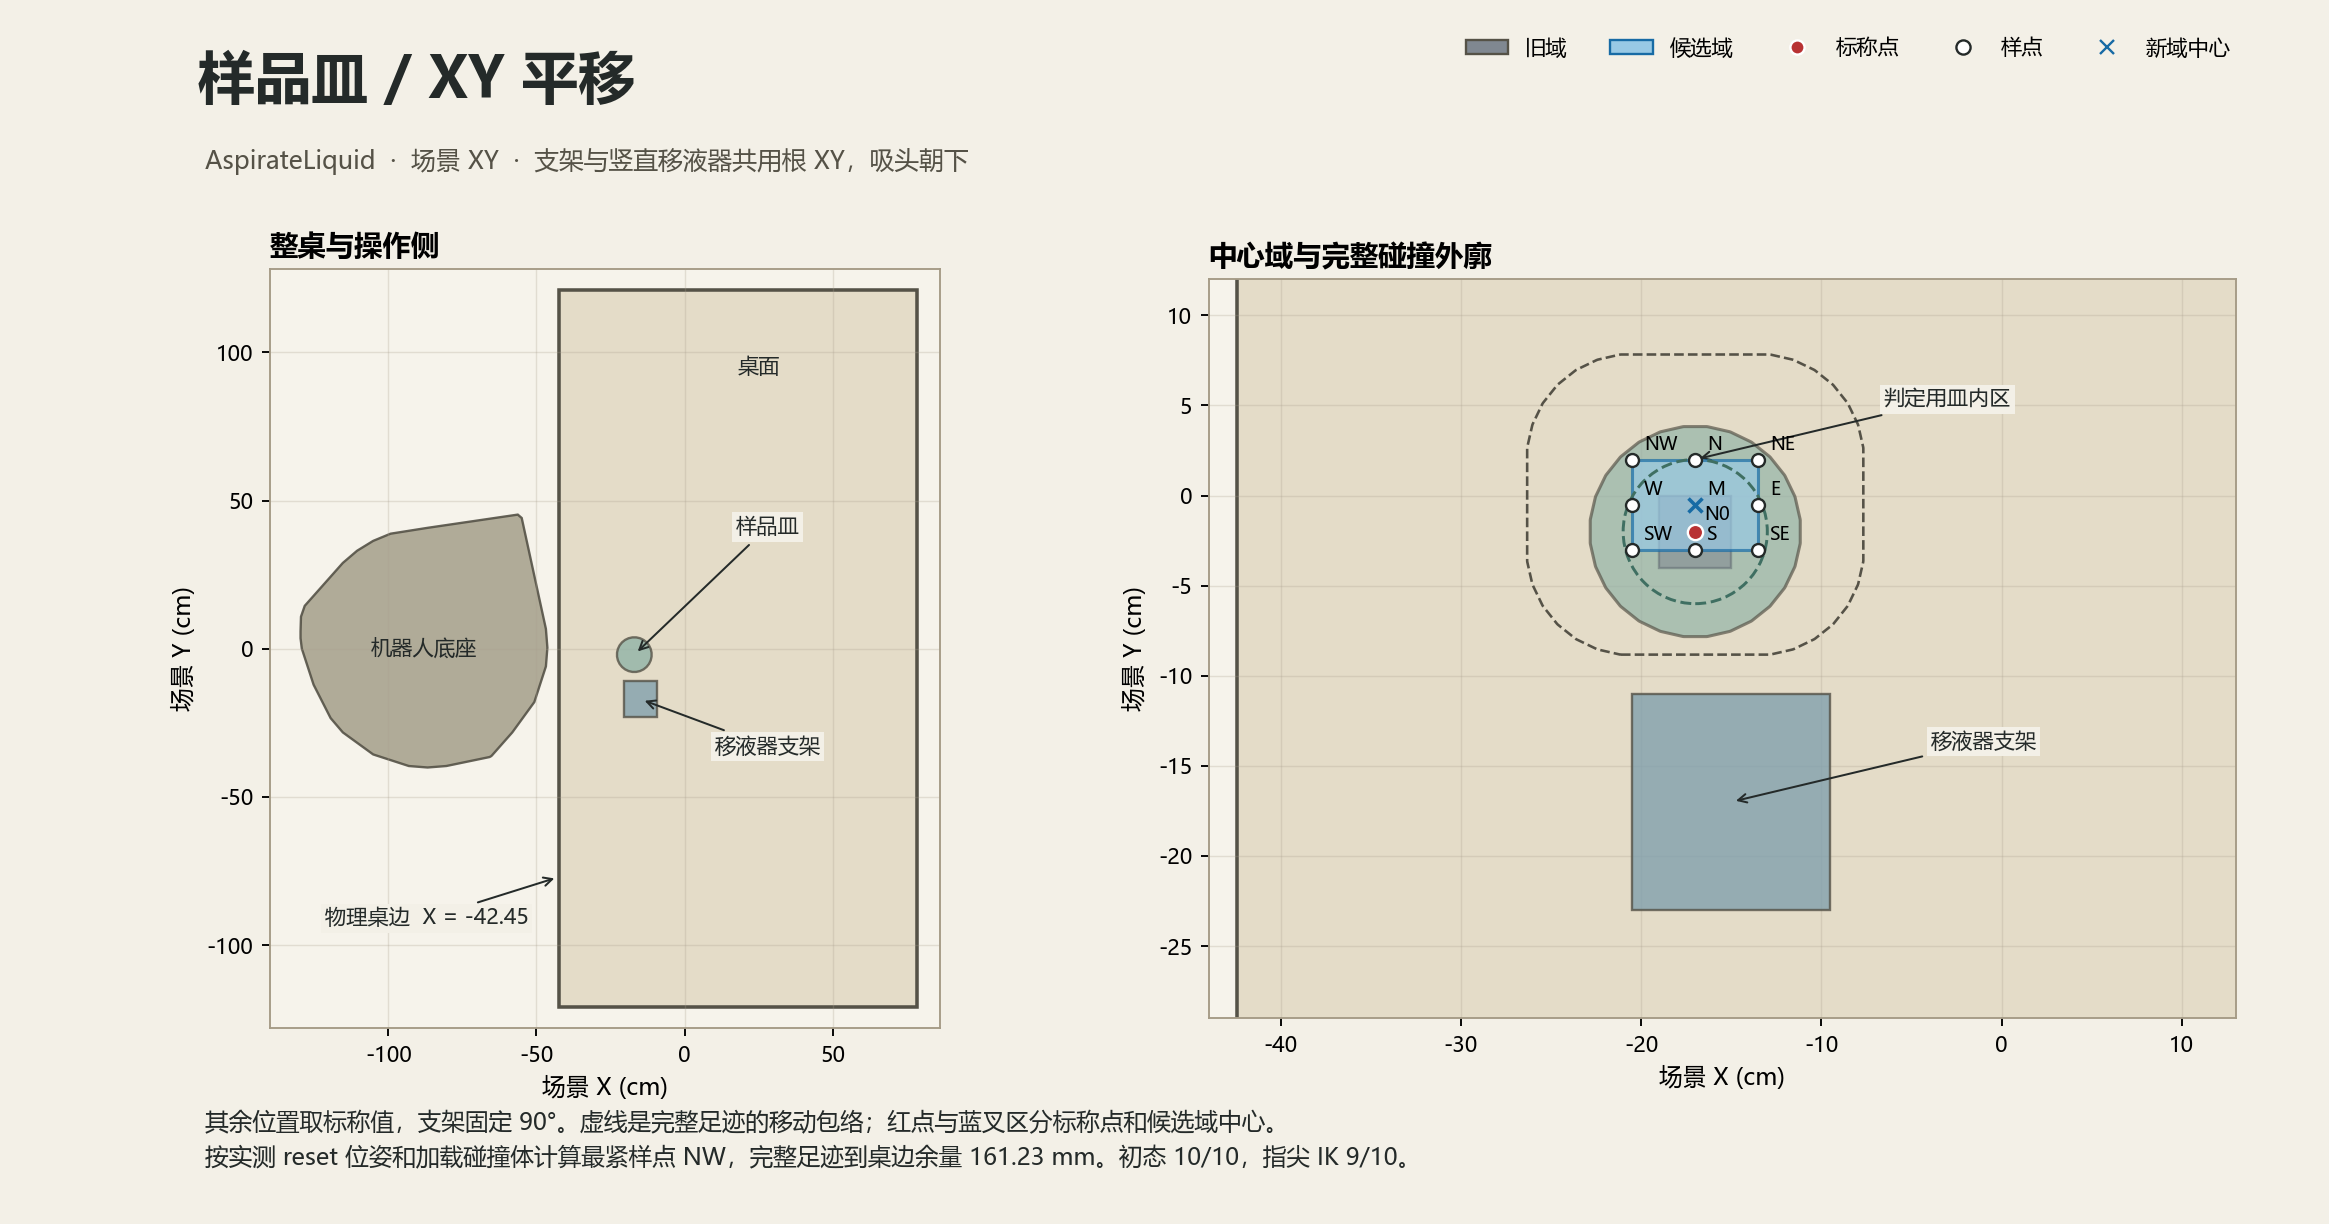 样品皿 / XY 平移
AspirateLiquid · 场景 XY · 支架与竖直移液器共用根 XY，吸头朝下
旧域
候选域
标称点
样点
新域中心
整桌与操作侧
100
50
0
-50
-100
场景 Y (cm)
桌面
样品皿
机器人底座
移液器支架
物理桌边 X = -42.45
-100
-50
0
50
场景 X (cm)
中心域与完整碰撞外廓
10
5
0
-5
-10
-15
-20
-25
场景 Y (cm)
判定用皿内区
NW
N
NE
W
M
E
N0
SW
S
SE
移液器支架
-40
-30
-20
-10
0
10
场景 X (cm)
其余位置取标称值，支架固定 90°。虚线是完整足迹的移动包络；红点与蓝叉区分标称点和候选域中心。
按实测 reset 位姿和加载碰撞体计算最紧样点 NW，完整足迹到桌边余量 161.23 mm。初态 10/10，指尖 IK 9/10。